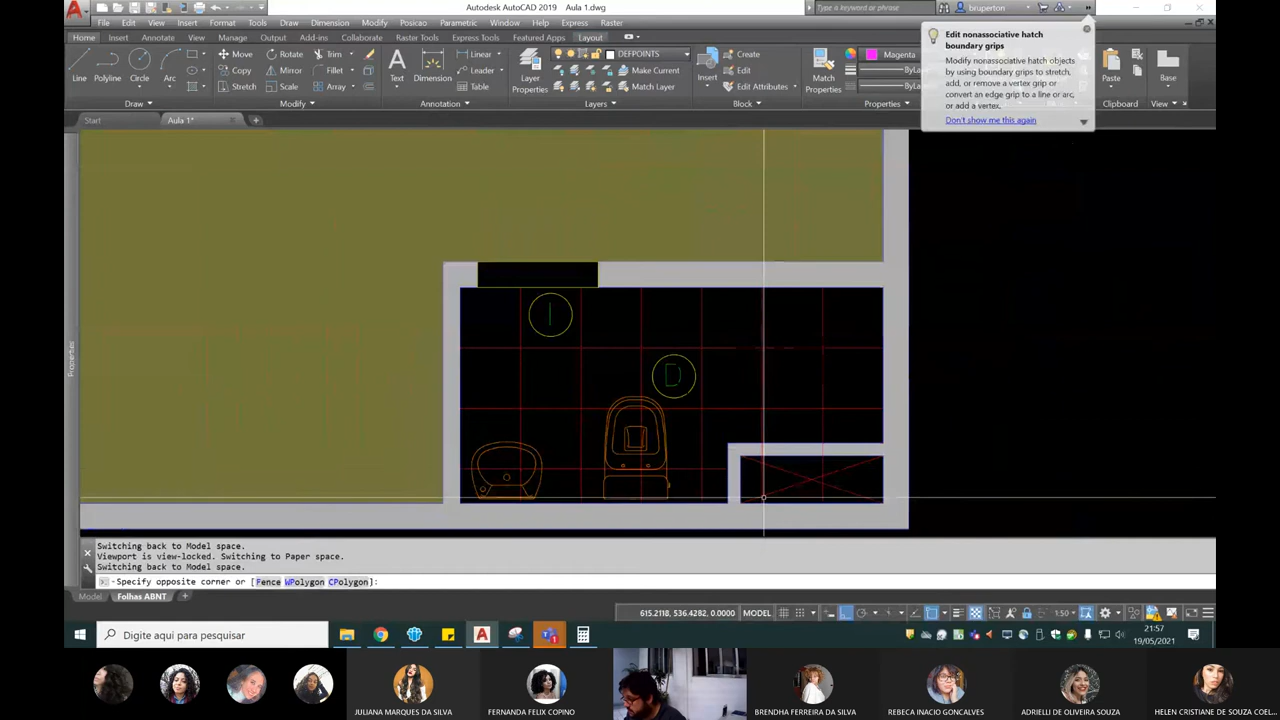 Autodesk AutoCAD 2019 Aula 1.dwg
Type a keyword or phrase
bruperton
File Edit View Insert Format Tools Draw Dimension Modify Posicao Parametric Window Help Express Raster
Home Insert Annotate Parametric View Manage Output Collaborate Raster Tools Express Tools Featured Apps Layout
Line Polyline Circle Arc
Move Rotate Trim
Copy Mirror Fillet
Stretch Scale Array
Text Dimension
Linear
Leader
Table
Layer Properties
DEFPOINTS
Make Current
Match Layer
Insert
Create
Edit
Edit Attributes
Match Properties
Magenta
ByLa
ByLa
Paste
Base
Draw Modify Annotation Layers Block Properties Clipboard View
Edit nonassociative hatch
boundary grips
Modify nonassociative hatch objects
by using boundary grips to stretch,
add, or remove a vertex grip or
convert an edge grip to a line or arc,
or add a vertex.
Don't show me this again
Start Aula 1*
Properties
I
D
Switching back to Model space.
Viewport is view-locked. Switching to Paper space.
Switching back to Model space.
Specify opposite corner or [Fence WPolygon CPolygon]:
Model Folhas ABNT
615.2118, 536.4282, 0.0000 MODEL
1:50
Digite aqui para pesquisar
21:57
19/05/2021
JULIANA MARQUES DA SILVA
FERNANDA FELIX COPINO
BRENDHA FERREIRA DA SILVA
REBECA INACIO GONCALVES
ADRIELLI DE OLIVEIRA SOUZA
HELEN CRISTIANE DE SOUZA COEL...